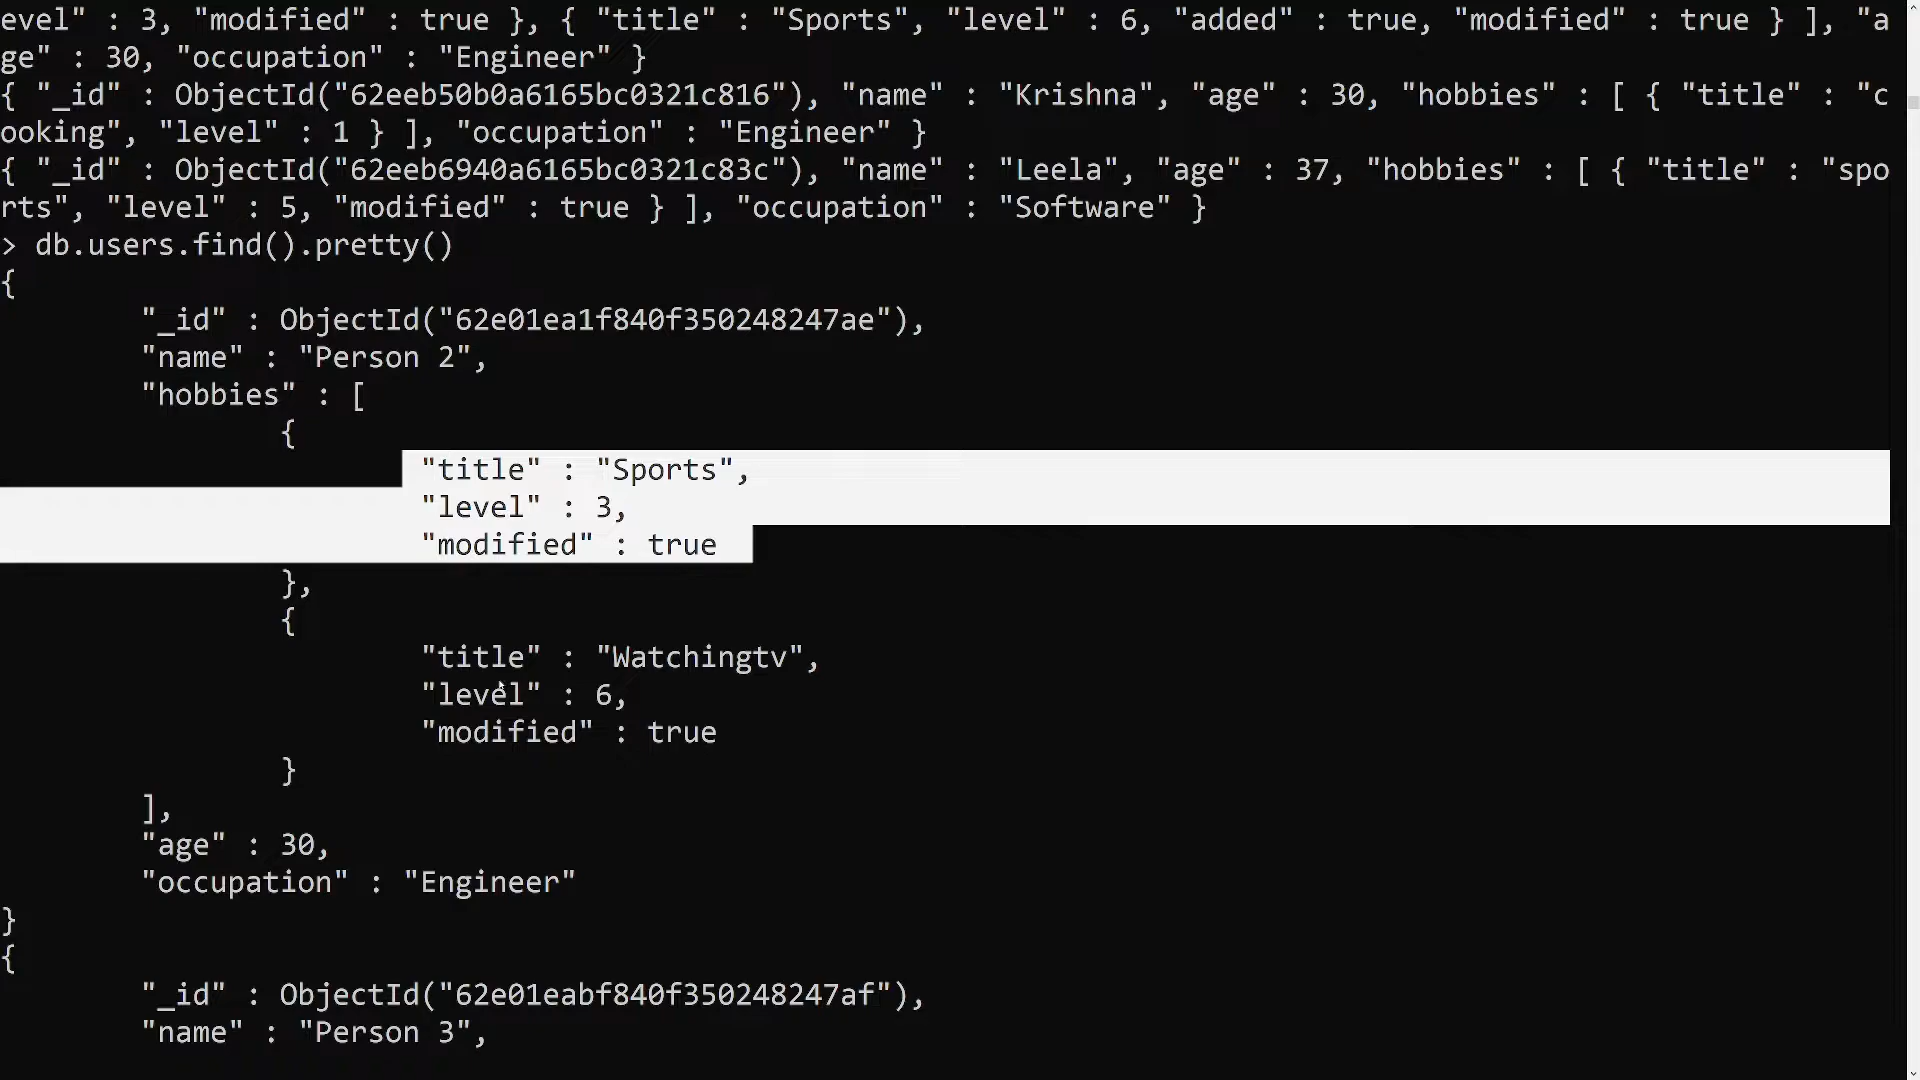 evel" : 3, "modified" : true }, { "title" : "Sports", "level" : 6, "added" : true, "modified" : true } ], "a
ge" : 30, "occupation" : "Engineer" }
{ "_id" : ObjectId("62eeb50b0a6165bc0321c816"), "name" : "Krishna", "age" : 30, "hobbies" : [ { "title" : "c
ooking", "level" : 1 } ], "occupation" : "Engineer" }
{ "_id" : ObjectId("62eeb6940a6165bc0321c83c"), "name" : "Leela", "age" : 37, "hobbies" : [ { "title" : "spo
rts", "level" : 5, "modified" : true } ], "occupation" : "Software" }
> db.users.find().pretty()
{
"_id" : ObjectId("62e01ea1f840f350248247ae"),
"name" : "Person 2",
"hobbies" : [
{
"title" : "Sports",
"level" : 3,
"modified" : true
},
{
"title" : "Watchingtv",
"level" : 6,
"modified" : true
}
],
"age" : 30,
"occupation" : "Engineer"
}
{
"_id" : ObjectId("62e01eabf840f350248247af"),
"name" : "Person 3",